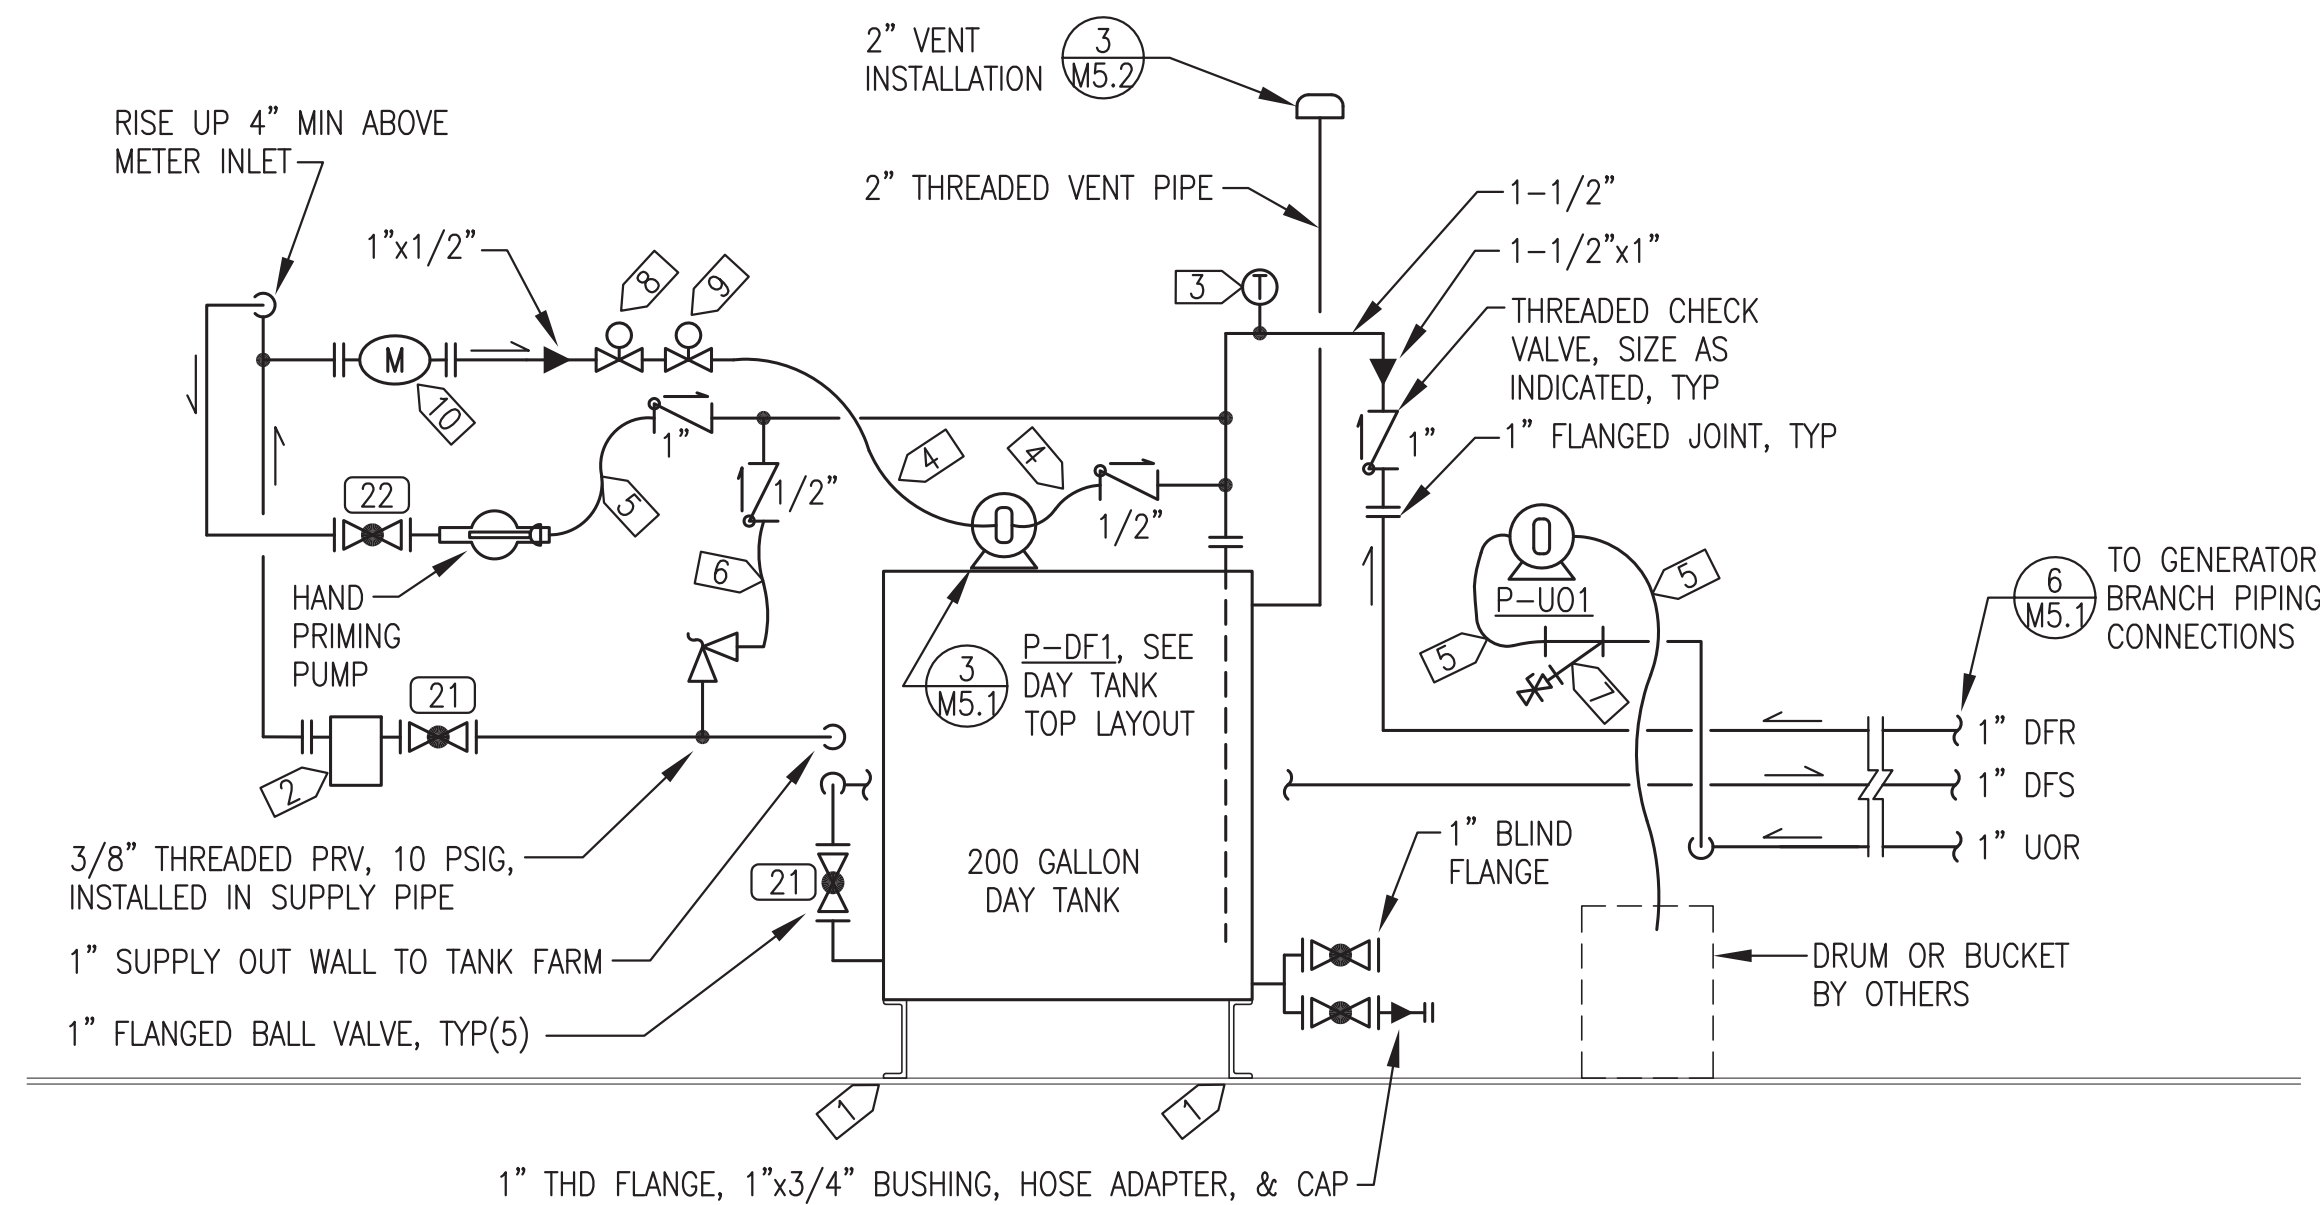 2" VENT
INSTALLATION
3
M5.2
RISE UP 4" MIN ABOVE
METER INLET
2" THREADED VENT PIPE
1-1/2"
1"x1/2"
8
9
1-1/2"x1"
3
T
THREADED CHECK
VALVE, SIZE AS
INDICATED, TYP
M
10
1"
4
4
1"
1" FLANGED JOINT, TYP
22
5
1/2"
1/2"
6
HAND
PRIMING
PUMP
5
P-UO1
5
7
6
M5.1
TO GENERATOR
BRANCH PIPING
CONNECTIONS
3
M5.1
P-DF1, SEE
DAY TANK
TOP LAYOUT
21
2
1" DFR
1" DFS
1" UOR
3/8" THREADED PRV, 10 PSIG,
INSTALLED IN SUPPLY PIPE
21
200 GALLON
DAY TANK
1" BLIND
FLANGE
1" SUPPLY OUT WALL TO TANK FARM
DRUM OR BUCKET
BY OTHERS
1" FLANGED BALL VALVE, TYP(5)
1
1
1" THD FLANGE, 1"x3/4" BUSHING, HOSE ADAPTER, & CAP